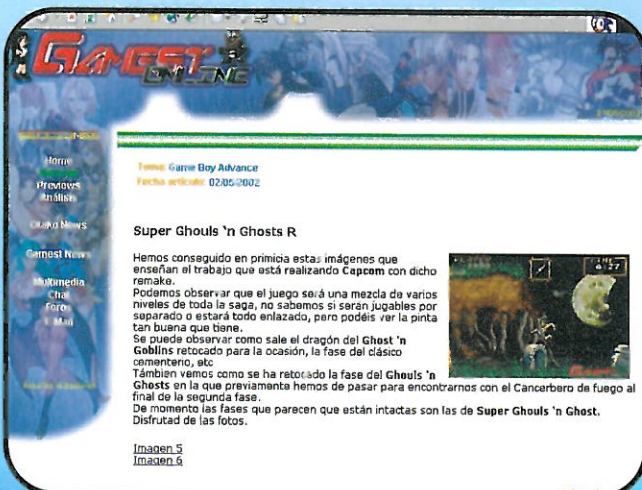 GAMEST
ONLINE
Home
Previews
Análisis
Otaku News
Gamest News
Multimedia
Chat
Foros
E-Mail
Tema: Game Boy Advance
Fecha artículo: 02/05/2002
Super Ghouls 'n Ghosts R
Hemos conseguido en primicia estas imágenes que
enseñan el trabajo que está realizando Capcom con dicho
remake.
Podemos observar que el juego será una mezcla de varios
niveles de toda la saga, no sabemos si serán jugables por
separado o estará todo enlazado, pero podéis ver la pinta
tan buena que tiene.
Se puede observar como sale el dragón del Ghost 'n
Goblins retocado para la ocasión, la fase del clásico
cementerio, etc
Támbien vemos como se ha retocado la fase del Ghouls 'n
Ghosts en la que previamente hemos de pasar para encontrarnos con el Cancerbero de fuego al
final de la segunda fase.
De momento las fases que parecen que están intactas son las de Super Ghouls 'n Ghost.
Disfrutad de las fotos.
Imagen 5
Imagen 6